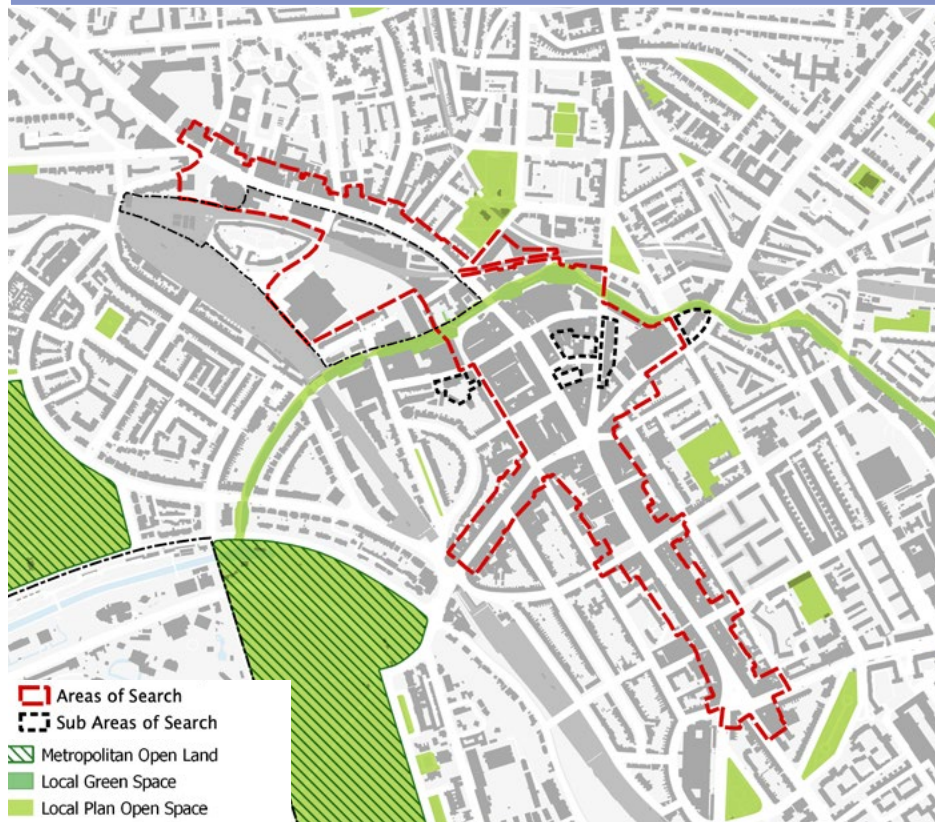 Areas of Search
Sub Areas of Search
Metropolitan Open Land
Local Green Space
Local Plan Open Space